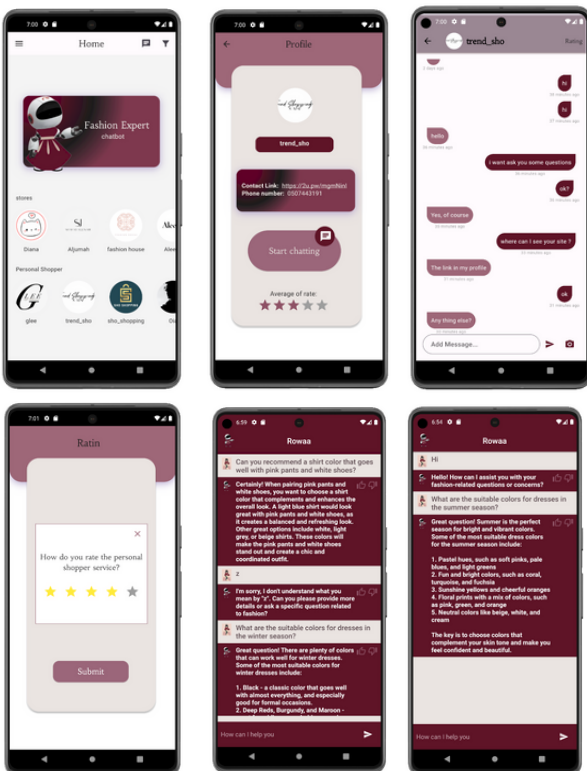 7:00
Home
Fashion Expert
chatbot
stores
Diana
Aljumah
fashion house
Personal Shopper
glee
trend_sho
sho_shopping
7:00
Profile
trend_sho
Contact Link: https://2u.pw/mgmNinl
Phone number: 0507443191
Start chatting
Average of rate:
7:00
trend_sho
Rating
hi
hi
hello
i want ask you some questions
ok?
Yes, of course
where can I see your site ?
The link in my profile
ok
Any thing else?
Add Message...
7:01
Ratin
How do you rate the personal
shopper service?
Submit
6:59
Rowaa
Can you recommend a shirt color that goes
well with pink pants and white shoes?
Certainly! When pairing pink pants and
white shoes, you want to choose a shirt
color that complements and enhances the
overall look. A light blue shirt would look
great with pink pants and white shoes, as
it creates a balanced and refreshing look.
Other great options include white, light
grey, or beige shirts. These colors will
make the pink pants and white shoes
stand out and create a chic and
coordinated outfit.
z
I'm sorry, I don't understand what you
mean by "z". Can you please provide more
details or ask a specific question related
to fashion?
What are the suitable colors for dresses in
the winter season?
Great question! There are plenty of colors
that can work well for winter dresses.
Some of the most suitable colors for
winter dresses include:
1. Black - a classic color that goes well
with almost everything, and especially
good for formal occasions.
2. Deep Reds, Burgundy, and Maroon -
How can I help you
6:54
Rowaa
Hi
Hello! How can I assist you with your
fashion-related questions or concerns?
What are the suitable colors for dresses in
the summer season?
Great question! Summer is the perfect
season for bright and vibrant colors.
Some of the most suitable dress colors
for the summer season include:
1. Pastel hues, such as soft pinks, pale
blues, and light greens
2. Fun and bright colors, such as coral,
turquoise, and fuchsia
3. Sunshine yellows and cheerful oranges
4. Floral prints with a mix of colors, such
as pink, green, and orange
5. Neutral colors like beige, white, and
cream
The key is to choose colors that
complement your skin tone and make you
feel confident and beautiful.
How can I help you